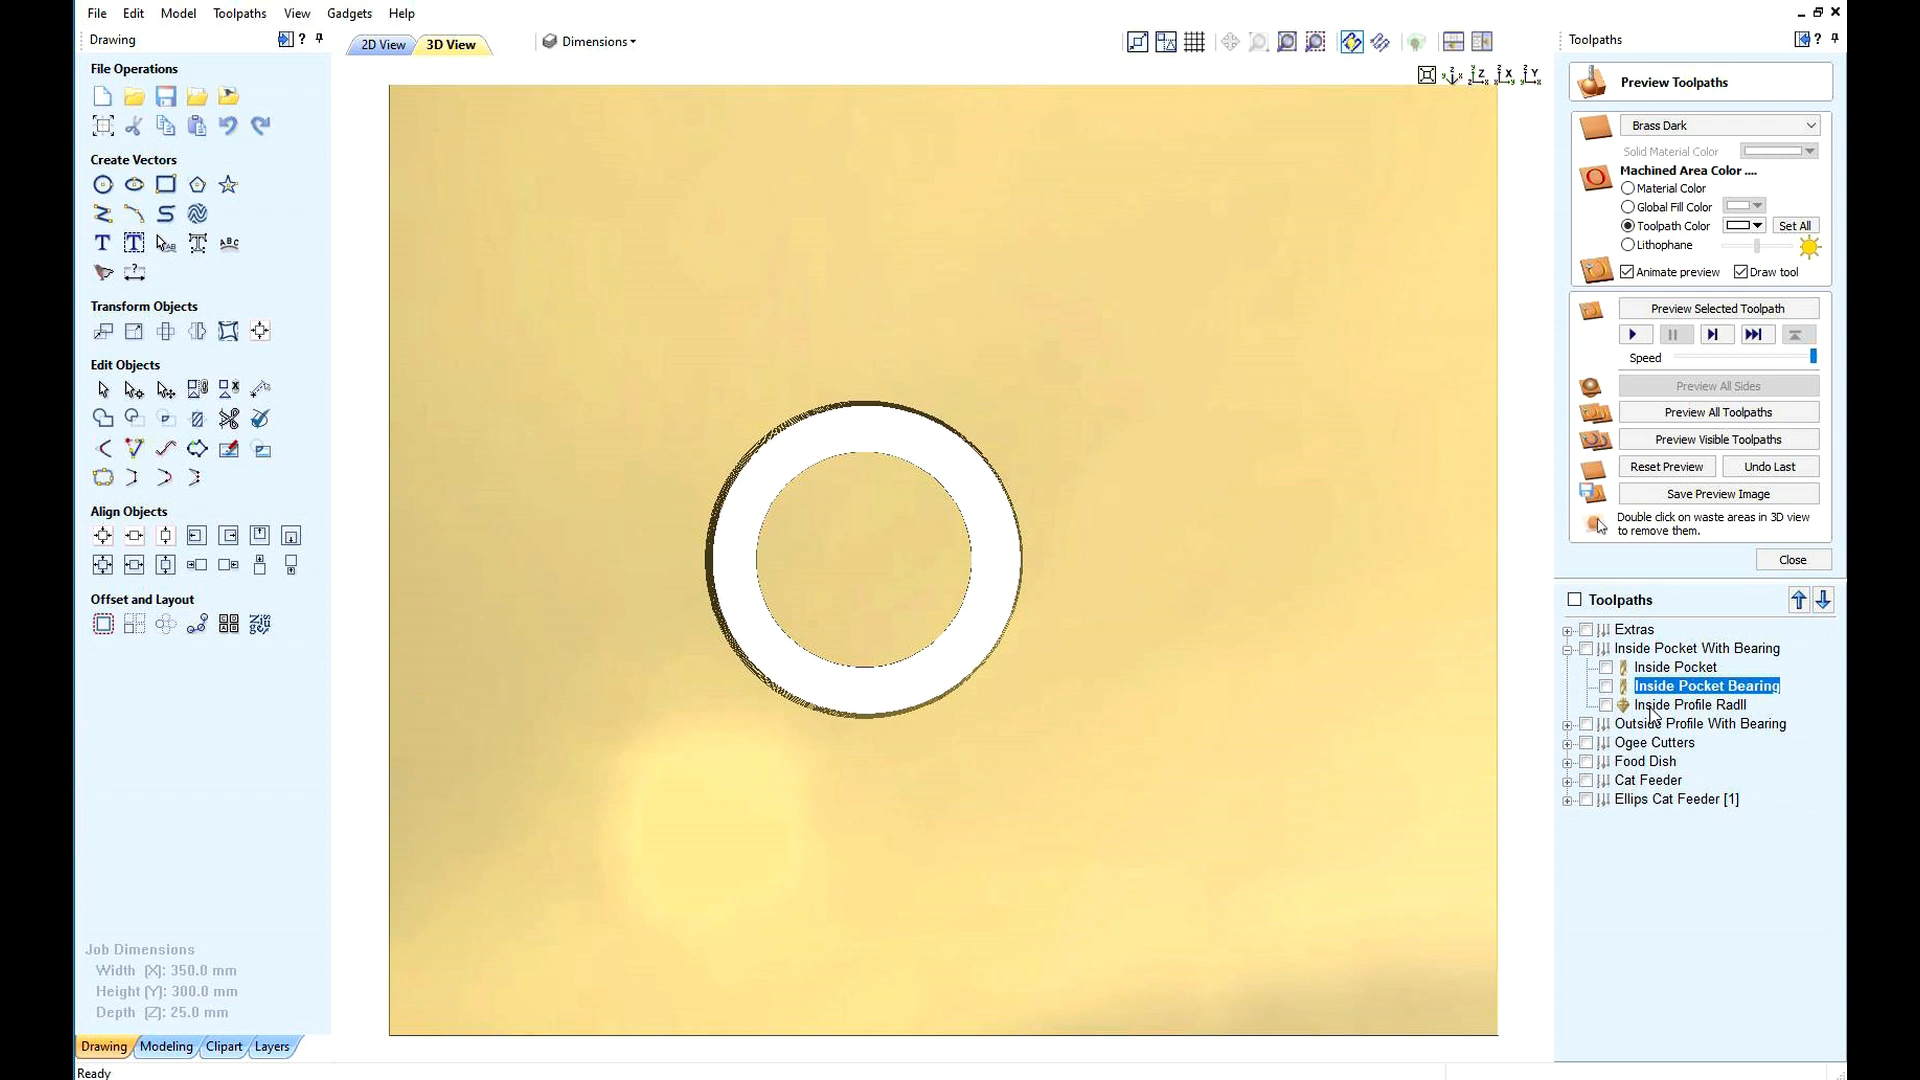 File Edit Model Toolpaths View Gadgets Help
Drawing
File Operations
Create Vectors
Transform Objects
Edit Objects
Align Objects
Offset and Layout
Job Dimensions
Width (X): 350.0 mm
Height (Y): 300.0 mm
Depth (Z): 25.0 mm
Drawing Modeling Clipart Layers
Ready
2D View 3D View
Dimensions
Toolpaths
Preview Toolpaths
Brass Dark
Solid Material Color
Machined Area Color ....
Material Color
Global Fill Color
Toolpath Color Set All
Lithophane
Animate preview Draw tool
Preview Selected Toolpath
Speed
Preview All Sides
Preview All Toolpaths
Preview Visible Toolpaths
Reset Preview Undo Last
Save Preview Image
Double click on waste areas in 3D view
to remove them.
Close
Toolpaths
Extras
Inside Pocket With Bearing
Inside Pocket
Inside Pocket Bearing
Inside Profile RadII
Outside Profile With Bearing
Ogee Cutters
Food Dish
Cat Feeder
Ellips Cat Feeder [1]